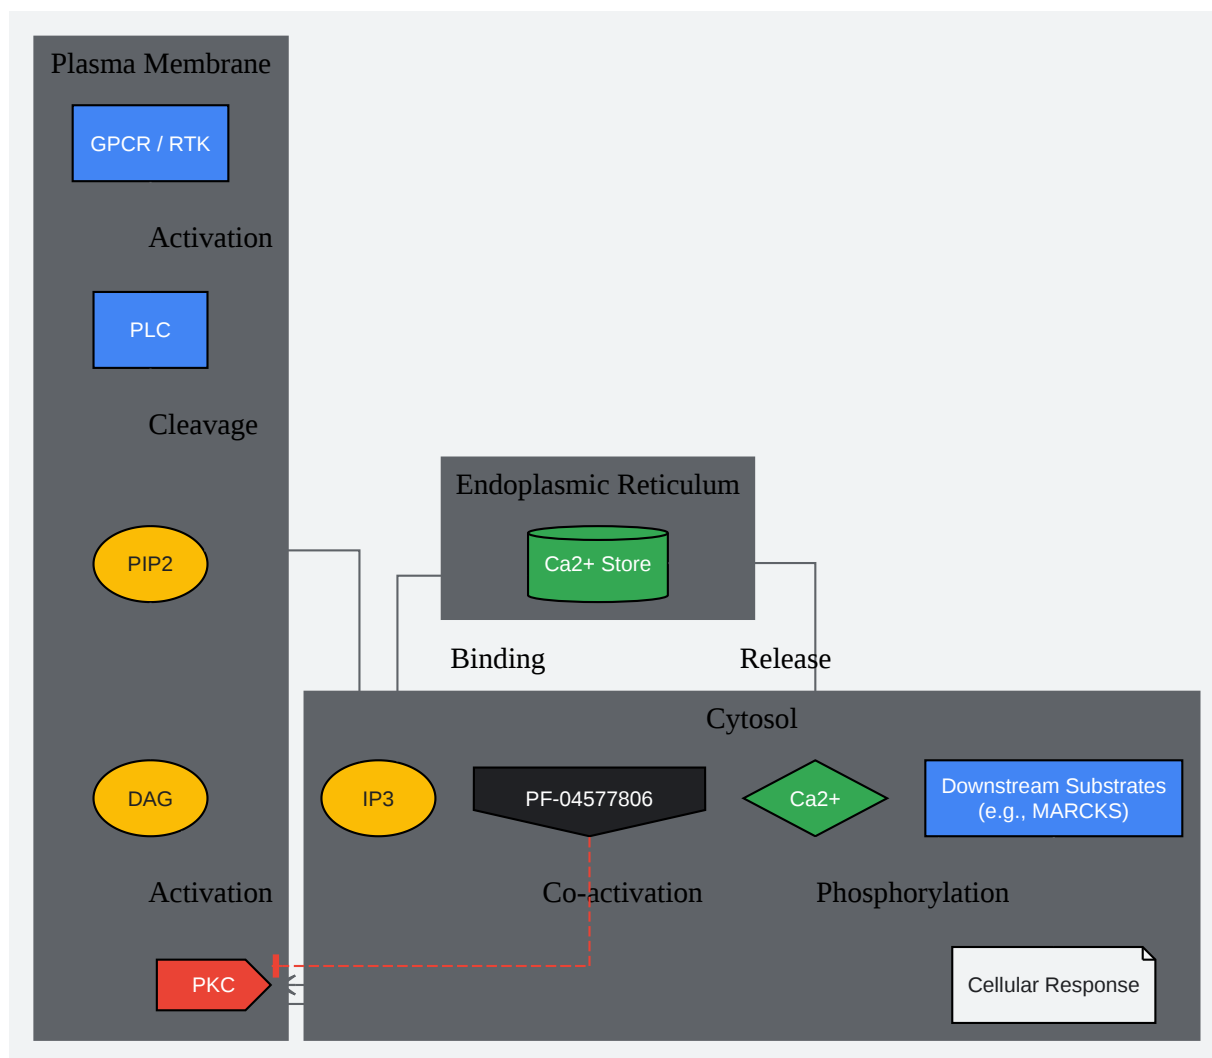 Plasma Membrane
GPCR / RTK
Activation
PLC
Cleavage
Endoplasmic Reticulum
PIP2
Ca2+ Store
Binding
Release
Cytosol
DAG
IP3
PF-04577806
Ca2+
Downstream Substrates
(e.g., MARCKS)
Activation
Co-activation
Phosphorylation
PKC
Cellular Response